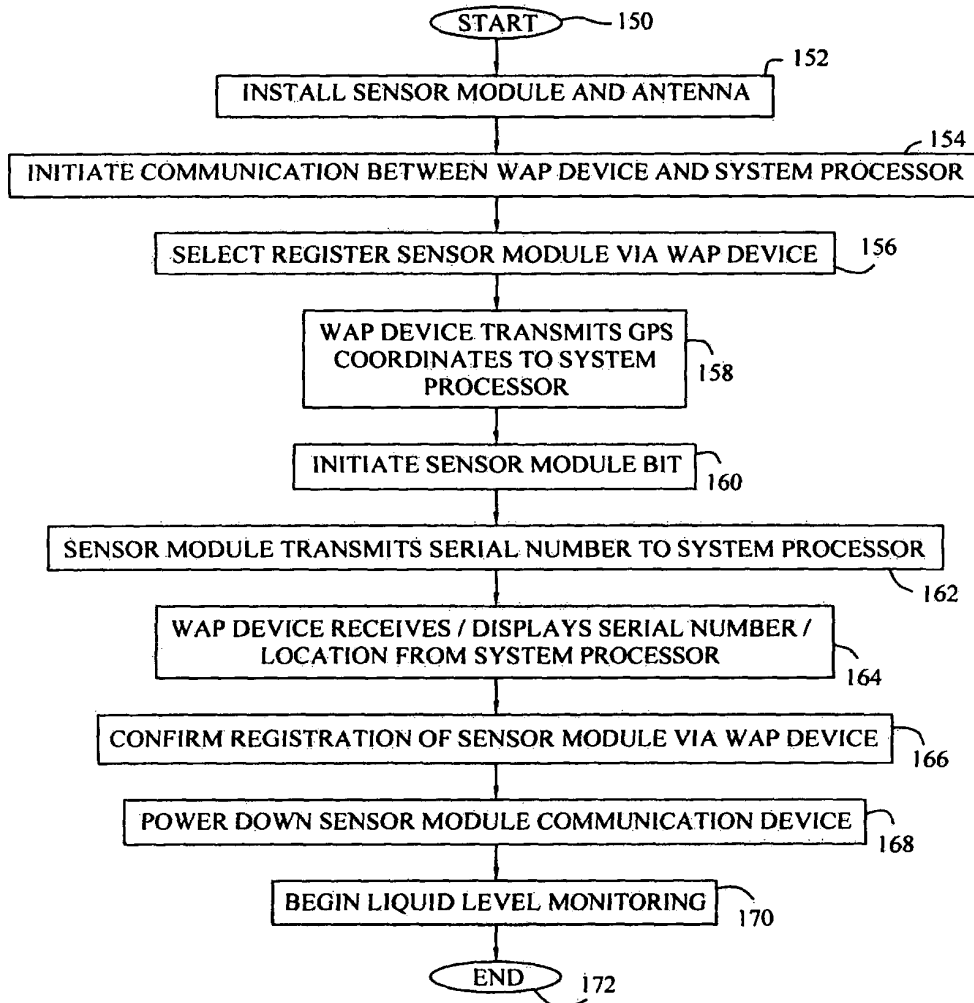 START
150
152
INSTALL SENSOR MODULE AND ANTENNA
154
INITIATE COMMUNICATION BETWEEN WAP DEVICE AND SYSTEM PROCESSOR
SELECT REGISTER SENSOR MODULE VIA WAP DEVICE
156
WAP DEVICE TRANSMITS GPS
COORDINATES TO SYSTEM
PROCESSOR
158
INITIATE SENSOR MODULE BIT
160
SENSOR MODULE TRANSMITS SERIAL NUMBER TO SYSTEM PROCESSOR
162
WAP DEVICE RECEIVES / DISPLAYS SERIAL NUMBER /
LOCATION FROM SYSTEM PROCESSOR
164
CONFIRM REGISTRATION OF SENSOR MODULE VIA WAP DEVICE
166
POWER DOWN SENSOR MODULE COMMUNICATION DEVICE
168
BEGIN LIQUID LEVEL MONITORING
170
END
172